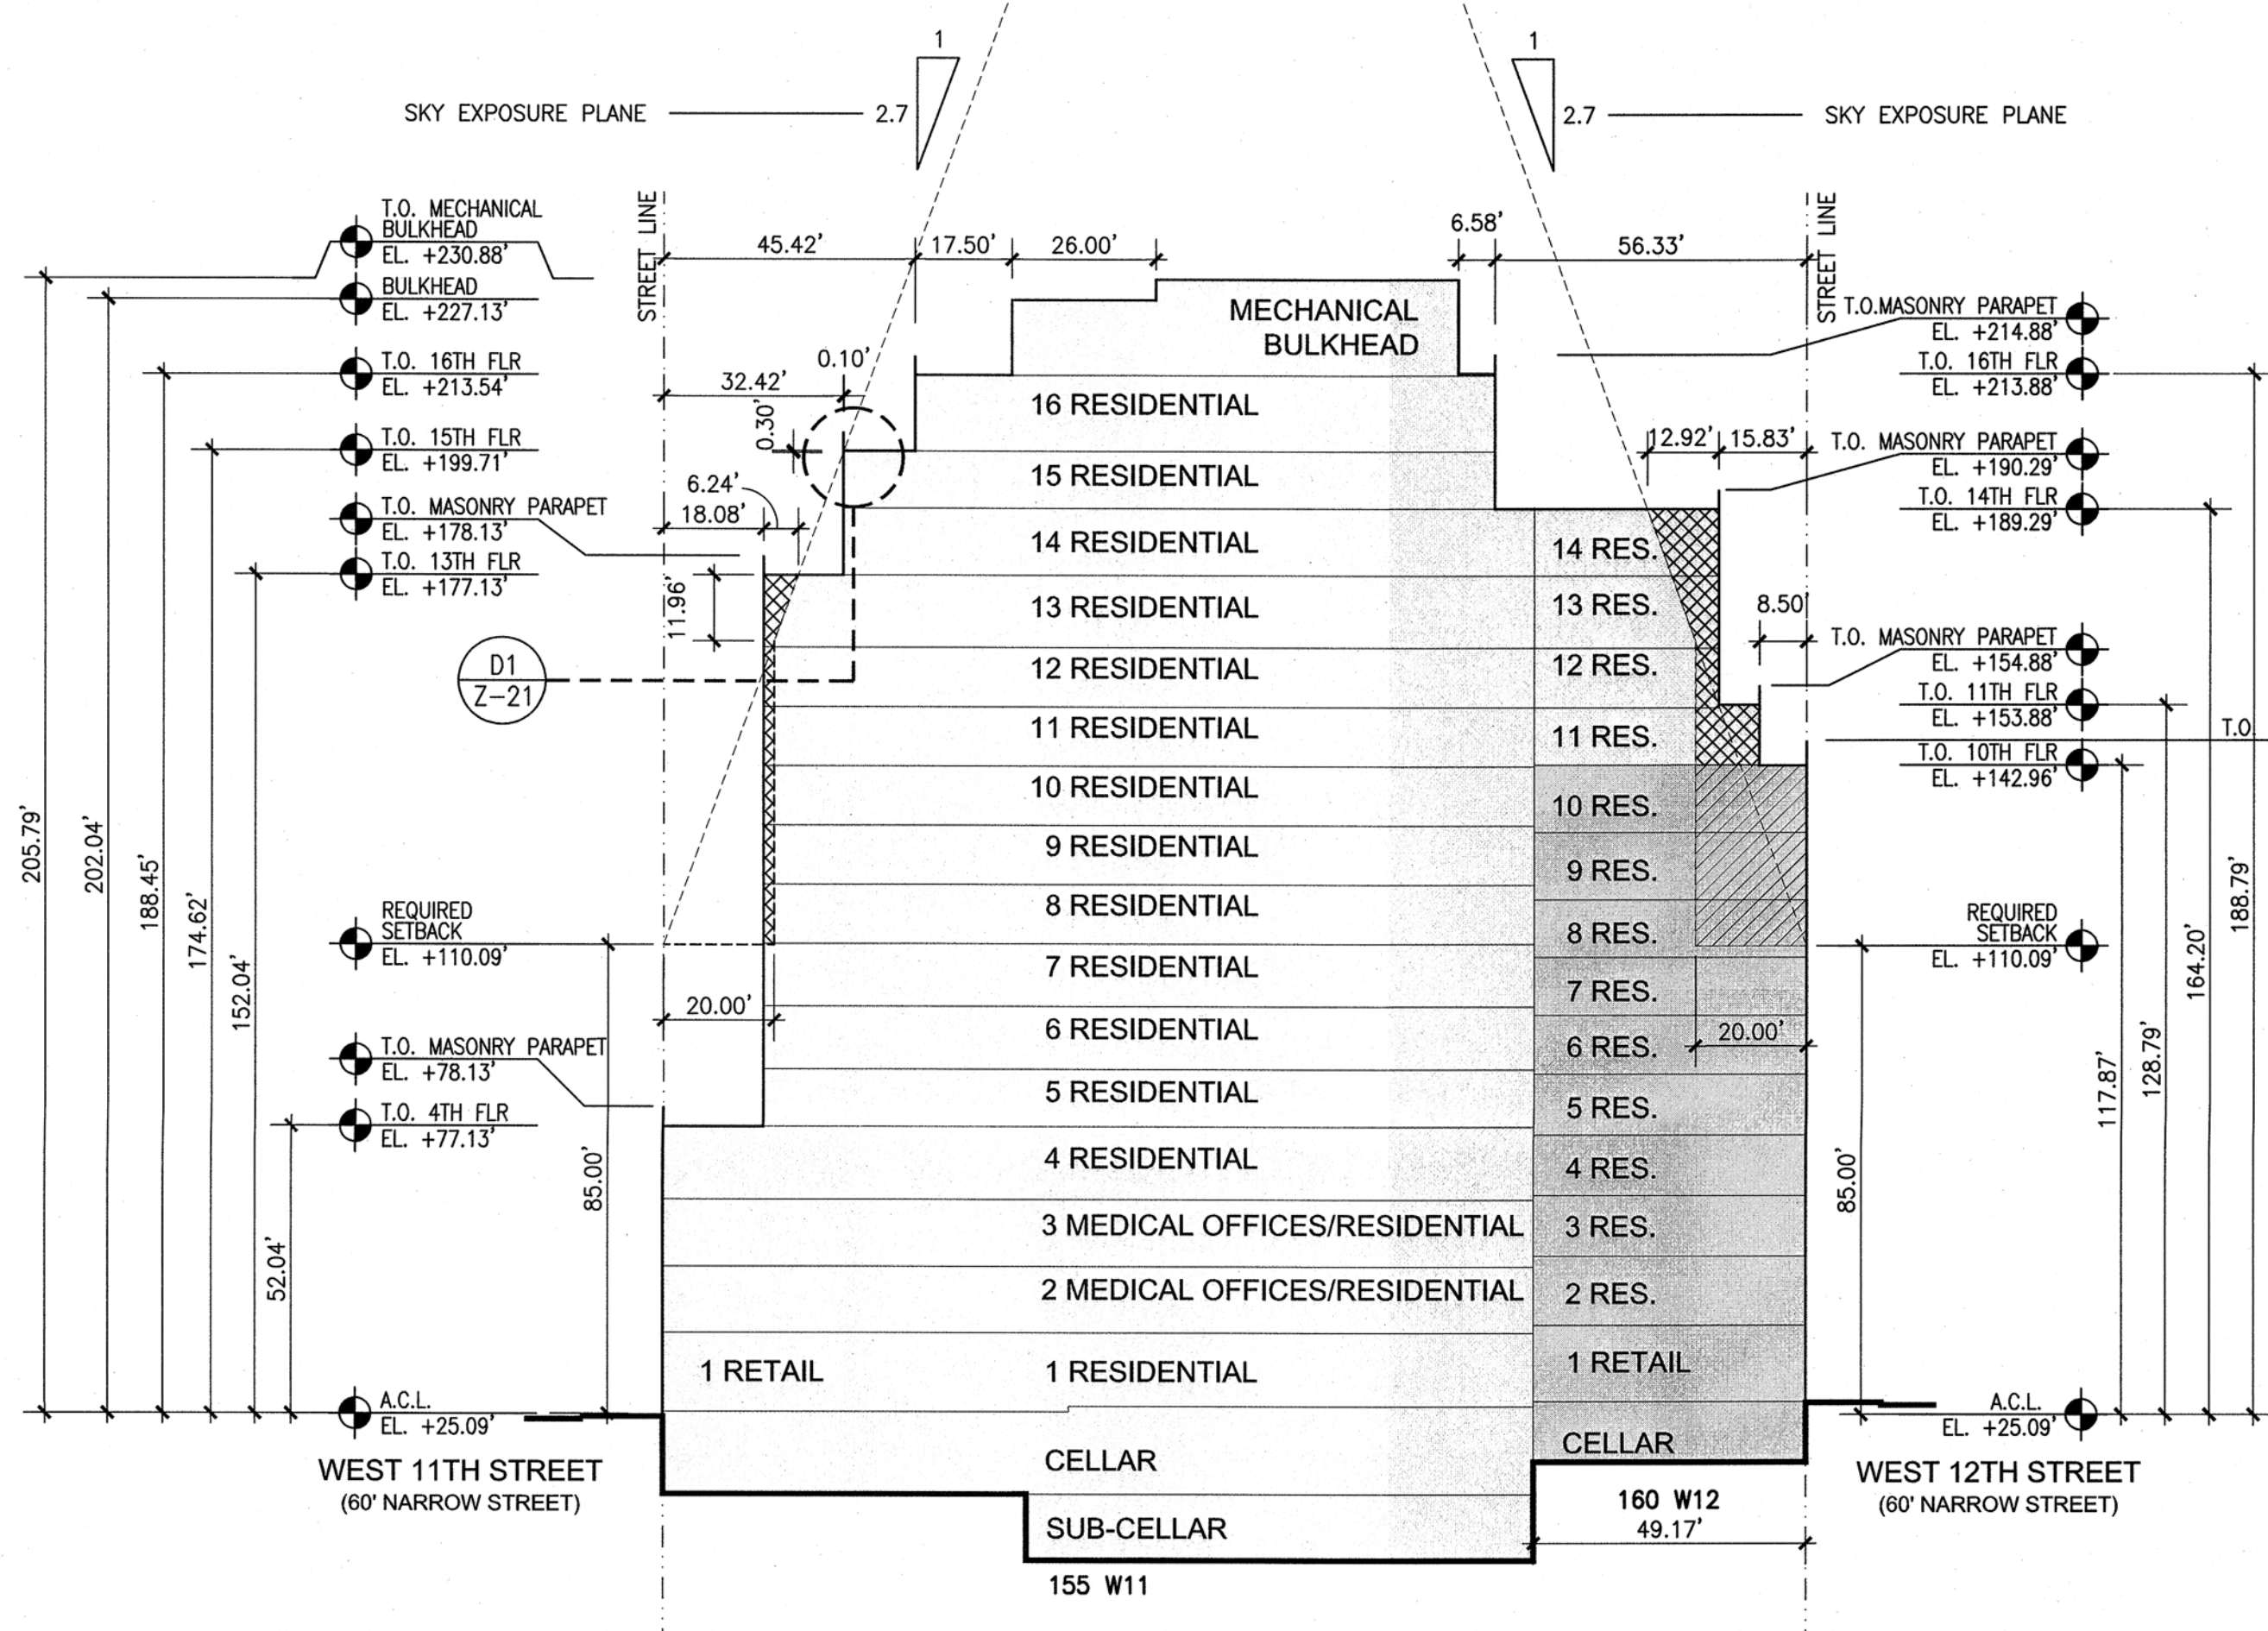 1
1
SKY EXPOSURE PLANE
2.7
2.7
SKY EXPOSURE PLANE
STREET LINE
STREET LINE
T.O. MECHANICAL
BULKHEAD
EL. +230.88'
BULKHEAD
EL. +227.13'
T.O. 16TH FLR
EL. +213.54'
T.O. 15TH FLR
EL. +199.71'
T.O. MASONRY PARAPET
EL. +178.13'
T.O. 13TH FLR
EL. +177.13'
REQUIRED
SETBACK
EL. +110.09'
T.O. MASONRY PARAPET
EL. +78.13'
T.O. 4TH FLR
EL. +77.13'
A.C.L.
EL. +25.09'
205.79'
202.04'
188.45'
174.62'
152.04'
52.04'
85.00'
45.42'
17.50'
26.00'
6.58'
56.33'
0.10'
32.42'
0.30'
6.24'
18.08'
11.96'
20.00'
D1
Z-21
MECHANICAL
BULKHEAD
16 RESIDENTIAL
15 RESIDENTIAL
14 RESIDENTIAL
13 RESIDENTIAL
12 RESIDENTIAL
11 RESIDENTIAL
10 RESIDENTIAL
9 RESIDENTIAL
8 RESIDENTIAL
7 RESIDENTIAL
6 RESIDENTIAL
5 RESIDENTIAL
4 RESIDENTIAL
3 MEDICAL OFFICES/RESIDENTIAL
2 MEDICAL OFFICES/RESIDENTIAL
1 RETAIL
1 RESIDENTIAL
CELLAR
SUB-CELLAR
14 RES.
13 RES.
12 RES.
11 RES.
10 RES.
9 RES.
8 RES.
7 RES.
6 RES.
5 RES.
4 RES.
3 RES.
2 RES.
1 RETAIL
CELLAR
12.92'
15.83'
8.50'
20.00'
T.O.MASONRY PARAPET
EL. +214.88'
T.O. 16TH FLR
EL. +213.88'
T.O. MASONRY PARAPET
EL. +190.29'
T.O. 14TH FLR
EL. +189.29'
T.O. MASONRY PARAPET
EL. +154.88'
T.O. 11TH FLR
EL. +153.88'
T.O.
T.O. 10TH FLR
EL. +142.96'
REQUIRED
SETBACK
EL. +110.09'
A.C.L.
EL. +25.09'
85.00'
117.87'
128.79'
164.20'
188.79'
WEST 11TH STREET
(60' NARROW STREET)
WEST 12TH STREET
(60' NARROW STREET)
160 W12
49.17'
155 W11